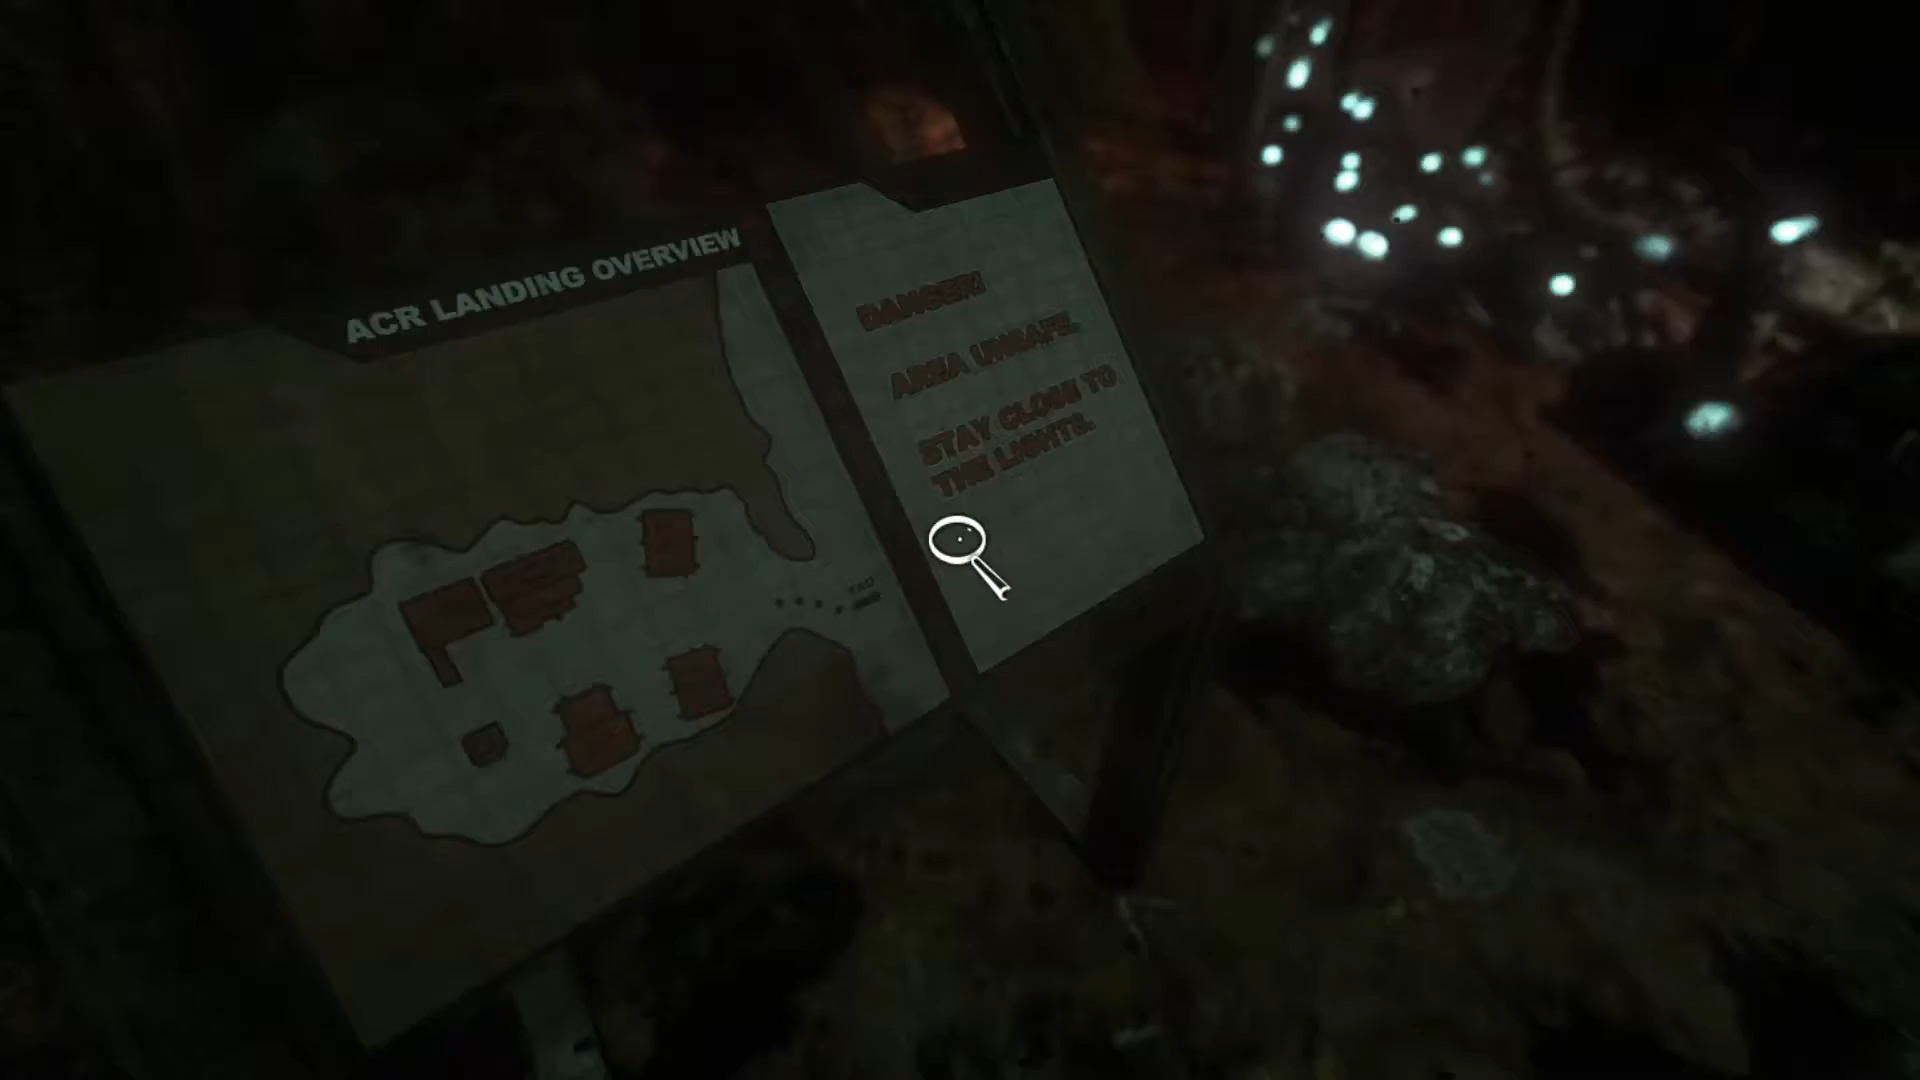 ACR LANDING OVERVIEW
DANGER!
AREA UNSAFE.
STAY CLOSE TO
THE LIGHTS.